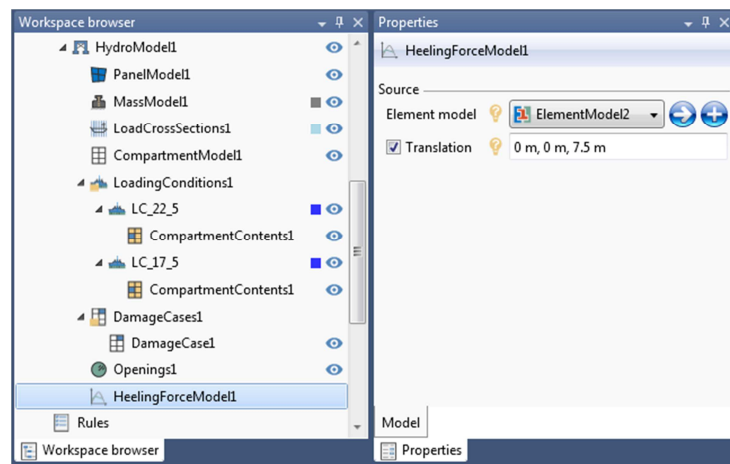 Workspace browser
HydroModel1
PanelModel1
MassModel1
LoadCrossSections1
CompartmentModel1
LoadingConditions1
LC_22_5
CompartmentContents1
LC_17_5
CompartmentContents1
DamageCases1
DamageCase1
Openings1
HeelingForceModel1
Rules
Workspace browser
Properties
HeelingForceModel1
Source
Element model ElementModel2
Translation 0 m, 0 m, 7.5 m
Model
Properties